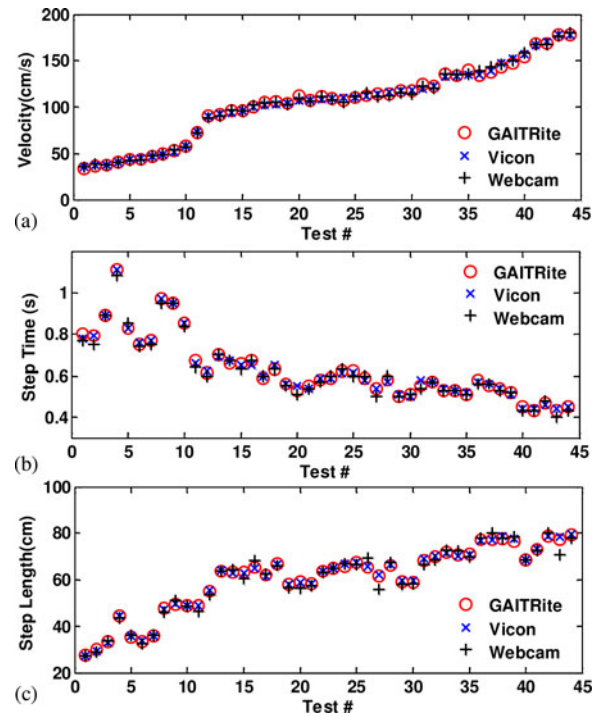 200
150
100
50
0
Velocity(cm/s)
GAITRite
Vicon
Webcam
0 5 10 15 20 25 30 35 40 45
(a)
Test #
1
0.8
0.6
0.4
Step Time (s)
GAITRite
Vicon
Webcam
0 5 10 15 20 25 30 35 40 45
(b)
Test #
100
80
60
40
20
Step Length(cm)
GAITRite
Vicon
Webcam
0 5 10 15 20 25 30 35 40 45
(c)
Test #